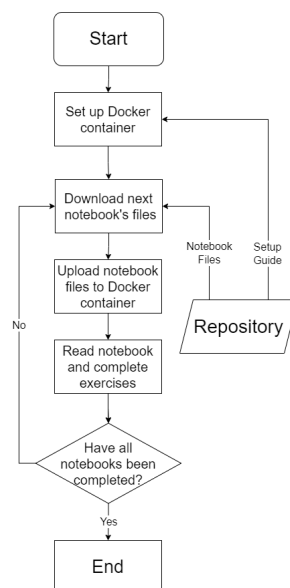 Start
Set up Docker
container
Download next
notebook's files
Notebook
Files
Setup
Guide
Upload notebook
files to Docker
container
Repository
No
Read notebook
and complete
exercises
Have all
notebooks been
completed?
Yes
End